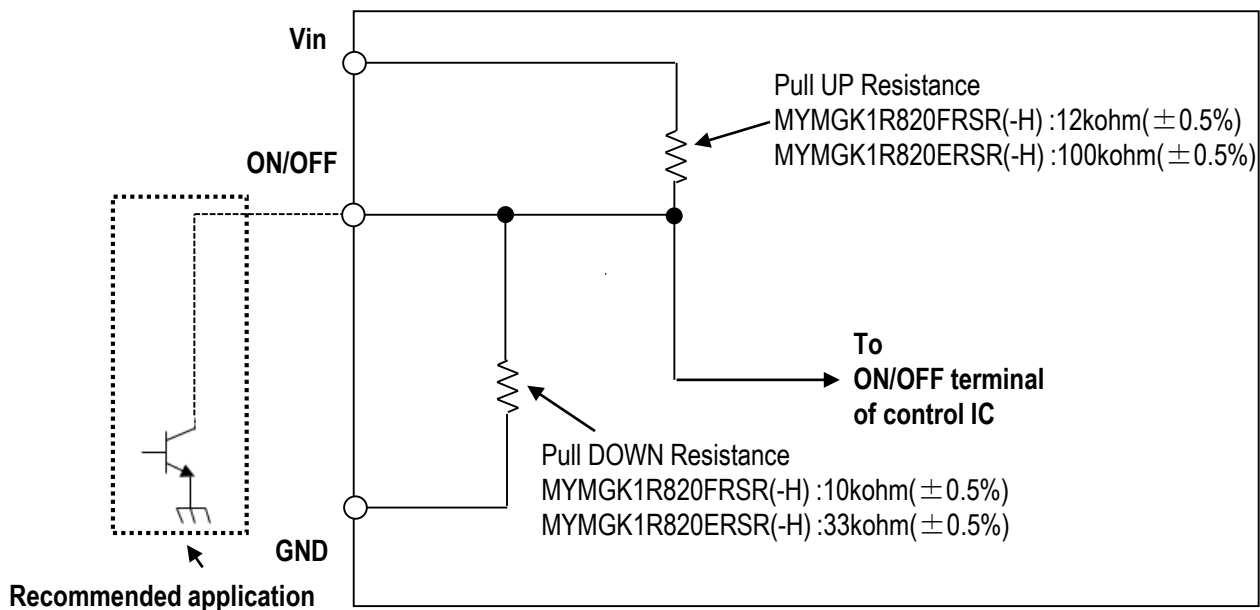 Vin
Pull UP Resistance
MYMGK1R820FRSR(-H) :12kohm(±0.5%)
MYMGK1R820ERSR(-H) :100kohm(±0.5%)
ON/OFF
To
ON/OFF terminal
of control IC
Pull DOWN Resistance
MYMGK1R820FRSR(-H) :10kohm(±0.5%)
MYMGK1R820ERSR(-H) :33kohm(±0.5%)
GND
Recommended application